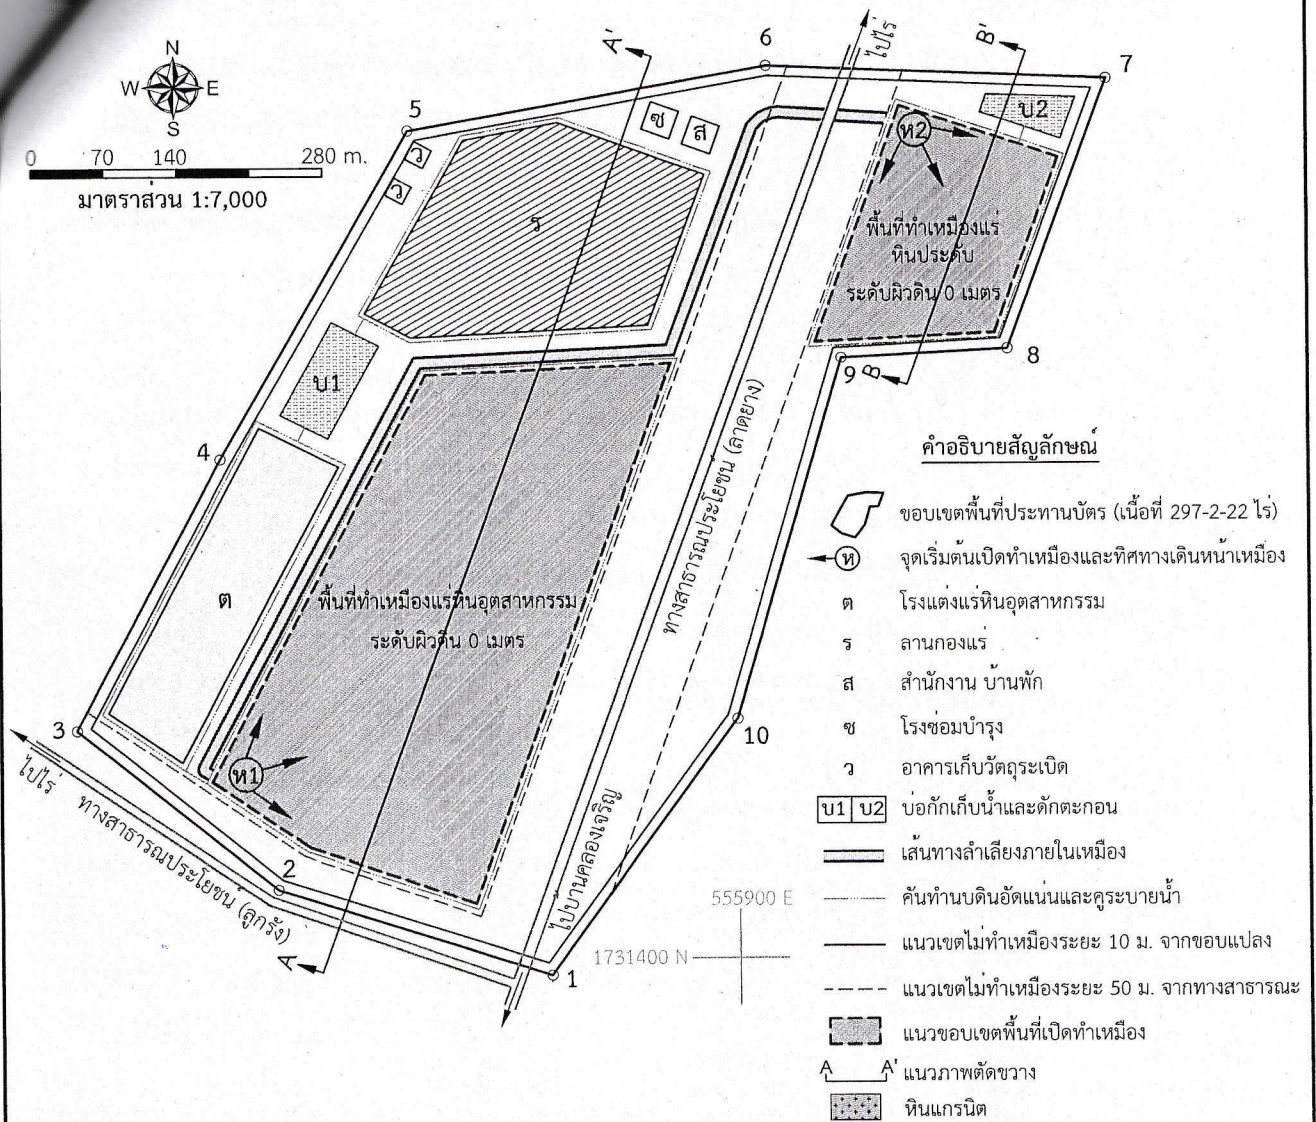 N
W E
S
0 70 140 280 m.
มาตราส่วน 1:7,000
A'
6
ไปไร่
B'
7
5
ซ
ส
บ2
ห2
ว
ว
ร
พื้นที่ทำเหมืองแร่
หินประดับ
ระดับผิวดิน 0 เมตร
บ1
9
B
8
4
ทางสาธารณประโยชน์ (ลาดยาง)
ต
พื้นที่ทำเหมืองแร่หินอุตสาหกรรม
ระดับผิวดิน 0 เมตร
3
10
ห1
ไปไร่
ทางสาธารณประโยชน์ (ลูกรัง)
2
A
ไปบ้านคลองเจริญ
1
555900 E
1731400 N
คำอธิบายสัญลักษณ์
ขอบเขตพื้นที่ประทานบัตร (เนื้อที่ 297-2-22 ไร่)
ห จุดเริ่มต้นเปิดทำเหมืองและทิศทางเดินหน้าเหมือง
ต โรงแต่งแร่หินอุตสาหกรรม
ร ลานกองแร่
ส สำนักงาน บ้านพัก
ซ โรงซ่อมบำรุง
ว อาคารเก็บวัตถุระเบิด
บ1 บ2 บ่อกักเก็บน้ำและดักตะกอน
เส้นทางลำเลียงภายในเหมือง
คันทำนบดินอัดแน่นและคูระบายน้ำ
แนวเขตไม่ทำเหมืองระยะ 10 ม. จากขอบแปลง
แนวเขตไม่ทำเหมืองระยะ 50 ม. จากทางสาธารณะ
แนวขอบเขตพื้นที่เปิดทำเหมือง
A A' แนวภาพตัดขวาง
หินแกรนิต